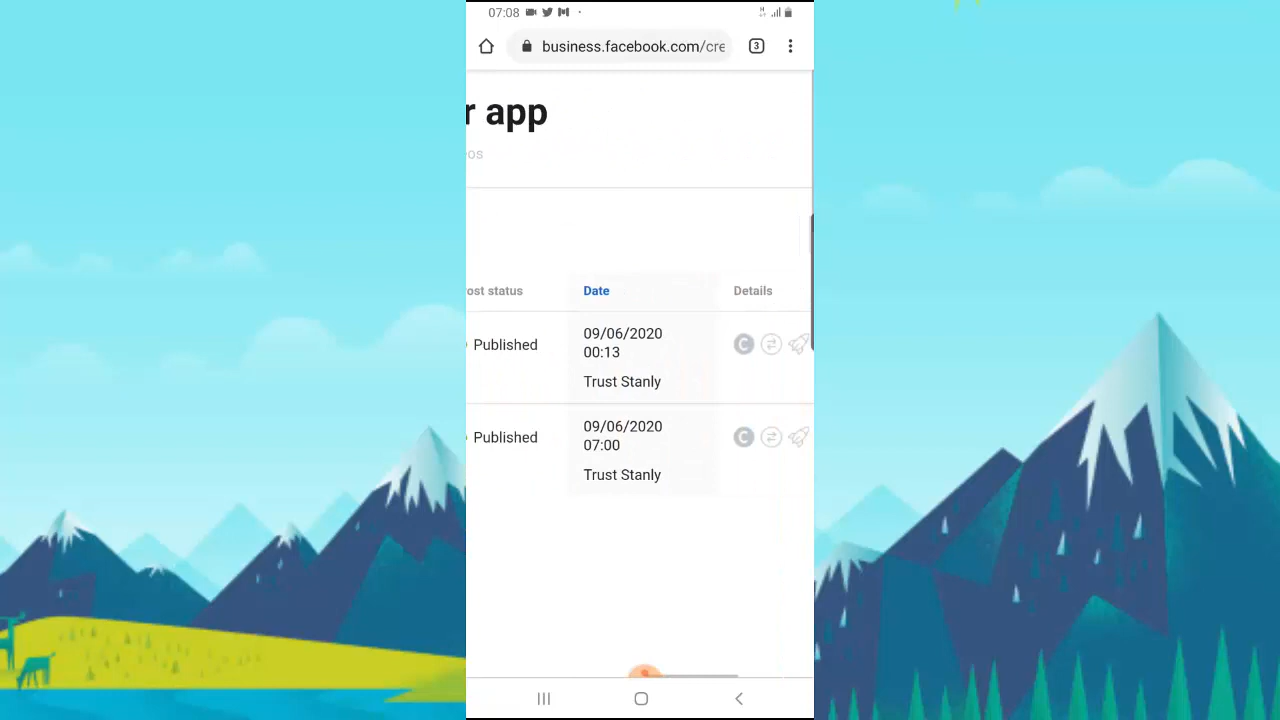 07:08
business.facebook.com/cre
3
r app
os
ost status
Date
Details
Published
09/06/2020
00:13
Trust Stanly
C
Published
09/06/2020
07:00
Trust Stanly
C